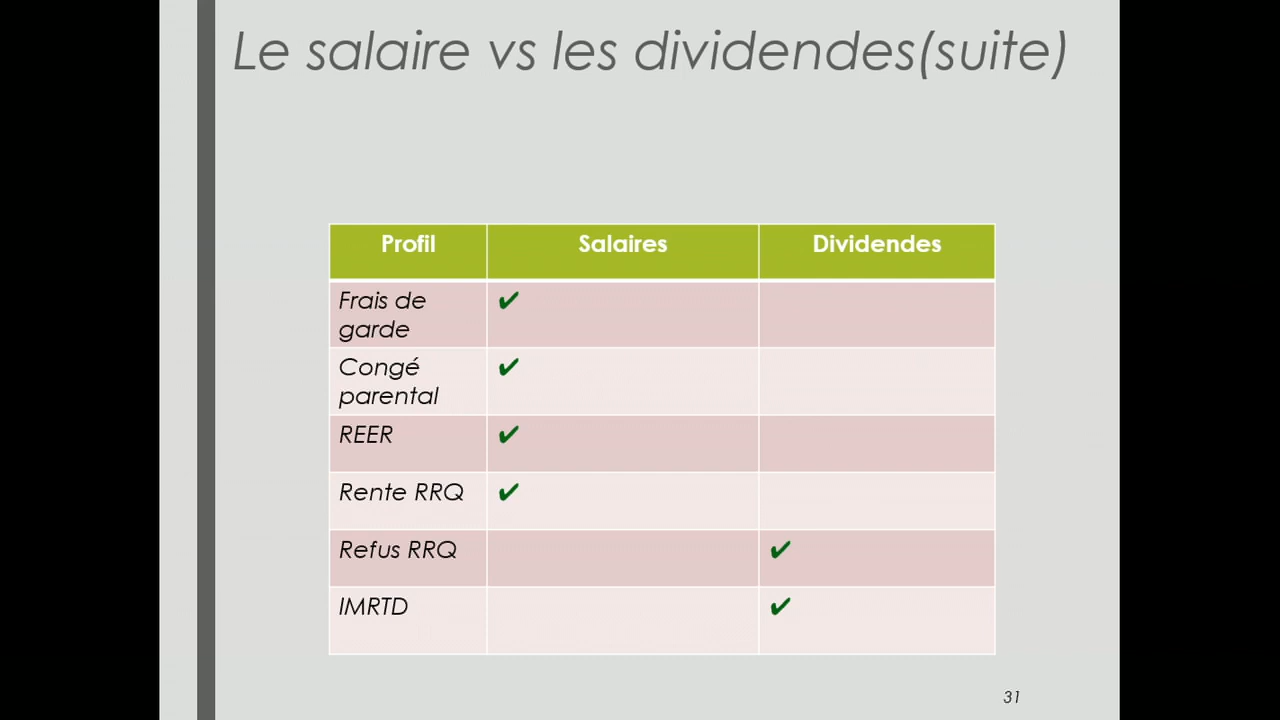 Le salaire vs les dividendes(suite)
Profil Salaires Dividendes
Frais de
garde ✔
Congé
parental ✔
REER ✔
Rente RRQ ✔
Refus RRQ ✔
IMRTD ✔
31